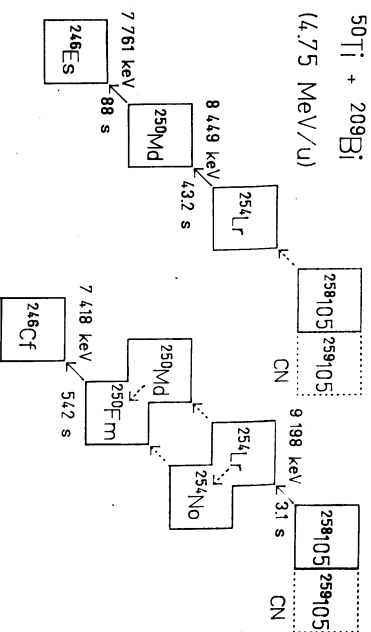 50Ti + 209Bi
(4.75 MeV/u)
258105
259105
CN
254Lr
8 449 keV
43.2 s
250Md
7 761 keV
88 s
246Es
258105
259105
CN
9 198 keV
3.1 s
254Lr
254No
250Md
250Fm
7 418 keV
542 s
246Cf